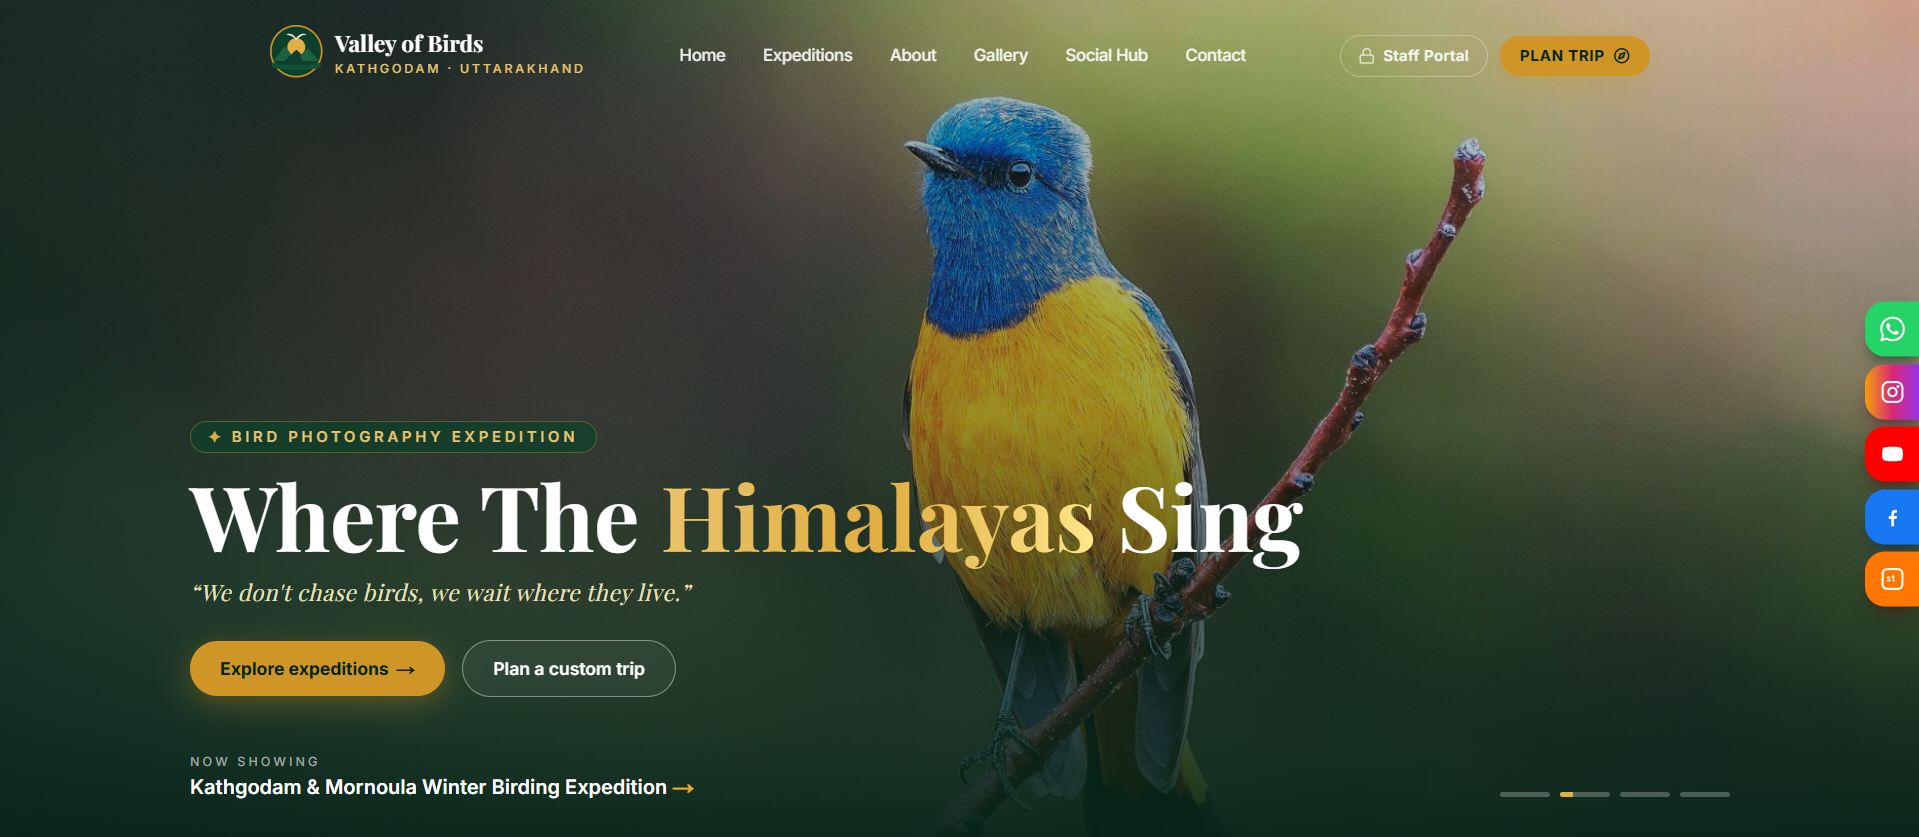 Valley of Birds
KATHGODAM · UTTARAKHAND
Home
Expeditions
About
Gallery
Social Hub
Contact
Staff Portal
PLAN TRIP
✦ BIRD PHOTOGRAPHY EXPEDITION
Where The Himalayas Sing
“We don't chase birds, we wait where they live.”
Explore expeditions →
Plan a custom trip
NOW SHOWING
Kathgodam & Mornoula Winter Birding Expedition →
st